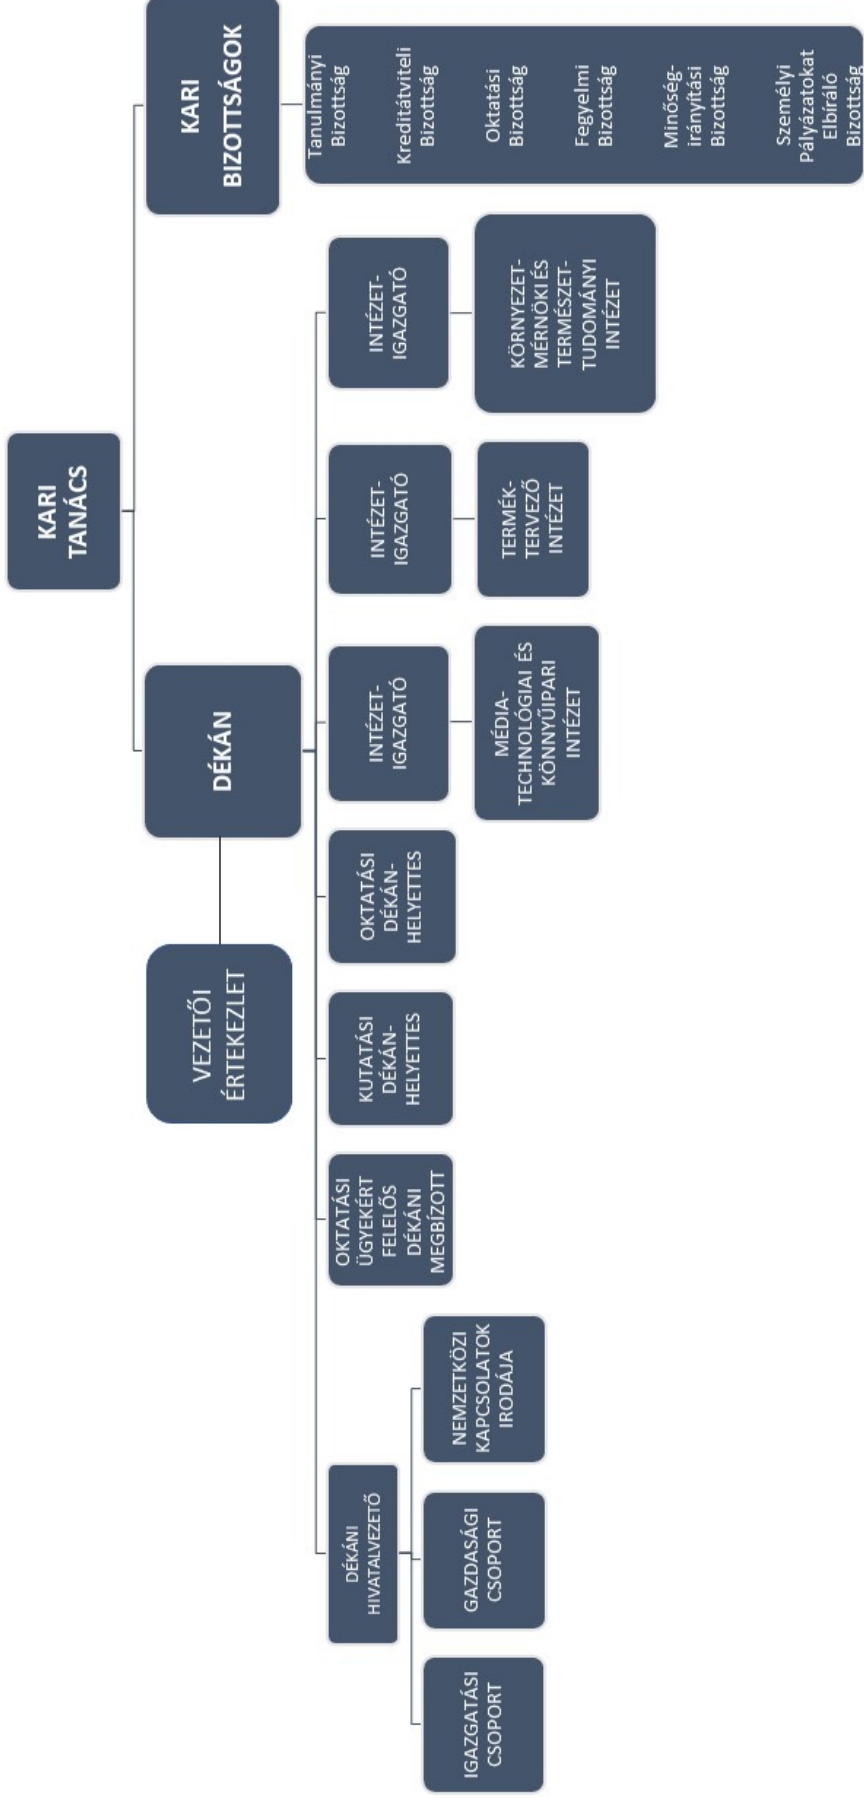 KARI
TANÁCS
VEZETŐI
ÉRTEKEZLET
DÉKÁN
KARI
BIZOTTSÁGOK
DÉKÁNI
HIVATALVEZETŐ
OKTATÁSI
ÜGYEKÉRT
FELELŐS
DÉKÁNI
MEGBÍZOTT
KUTATÁSI
DÉKÁN-
HELYETTES
OKTATÁSI
DÉKÁN-
HELYETTES
INTÉZET-
IGAZGATÓ
INTÉZET-
IGAZGATÓ
INTÉZET-
IGAZGATÓ
Tanulmányi
Bizottság
Kreditátviteli
Bizottság
Oktatási
Bizottság
Fegyelmi
Bizottság
Minőség-
irányítási
Bizottság
Személyi
Pályázatokat
Elbíráló
Bizottság
IGAZGATÁSI
CSOPORT
GAZDASÁGI
CSOPORT
NEMZETKÖZI
KAPCSOLATOK
IRODÁJA
MÉDIA-
TECHNOLÓGIAI ÉS
KÖNNYŰIPARI
INTÉZET
TERMÉK-
TERVEZŐ
INTÉZET
KÖRNYEZET-
MÉRNÖKI ÉS
TERMÉSZET-
TUDOMÁNYI
INTÉZET